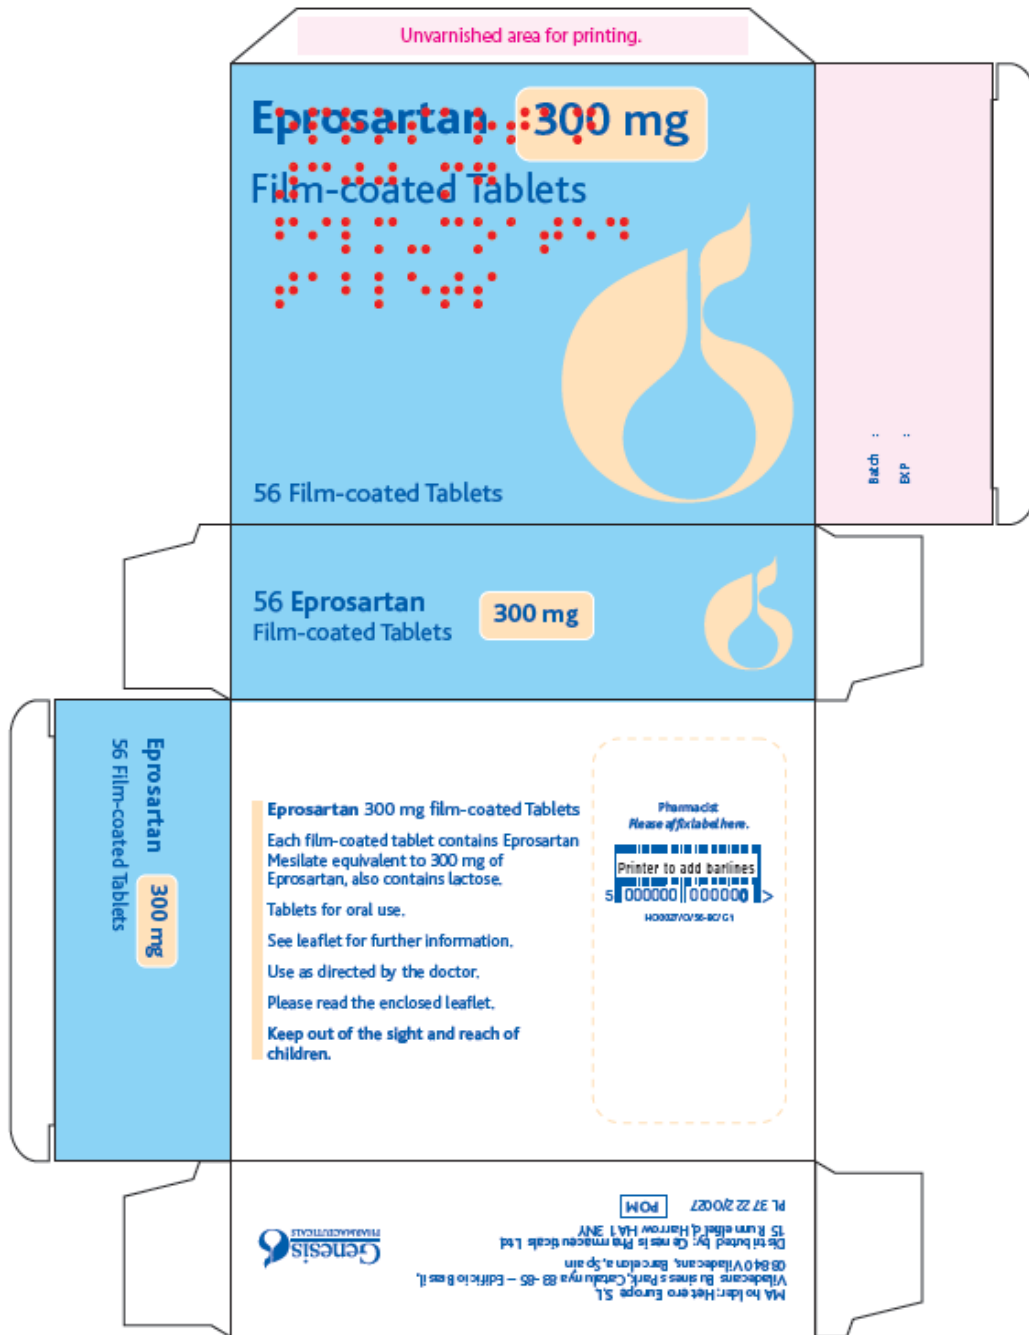 Unvarnished area for printing.
Eprosartan 300 mg
Film-coated Tablets
56 Film-coated Tablets
Batch :
EXP :
56 Eprosartan
Film-coated Tablets
300 mg
Eprosartan 300 mg
56 Film-coated Tablets
Eprosartan 300 mg film-coated Tablets
Each film-coated tablet contains Eprosartan
Mesilate equivalent to 300 mg of
Eprosartan, also contains lactose.
Tablets for oral use.
See leaflet for further information.
Use as directed by the doctor.
Please read the enclosed leaflet.
Keep out of the sight and reach of
children.
Pharmacist
Please affix label here.
Printer to add barlines
5 000000 000000 >
MA holder: Hetero Europe S.L
Viladecans Business Park, Catalunya 83-85 – Edificio Brasil,
08840 Viladecans, Barcelona, Spain
Distributed by: Genesis Pharmaceuticals Ltd
15 Runnelfield, Harrow HA1 3NY
PL 37 22 2/0027 POM
Genesis
PHARMACEUTICALS